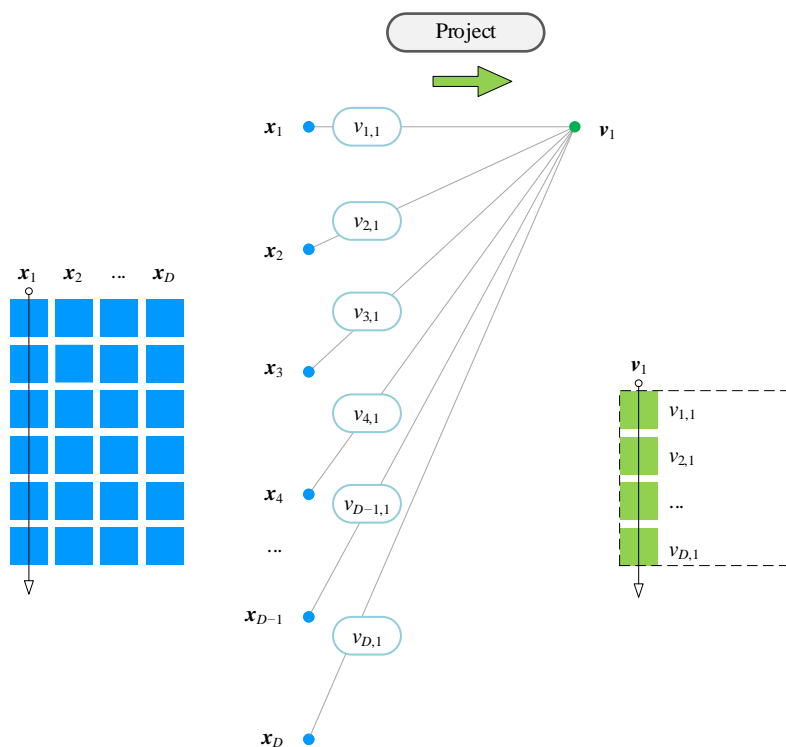 Project
x1 v1,1 v1
x2 v2,1
x1 x2 ... xD
x3 v3,1
x4 v4,1
...
xD−1 vD−1,1
xD vD,1
v1
v1,1
v2,1
...
vD,1